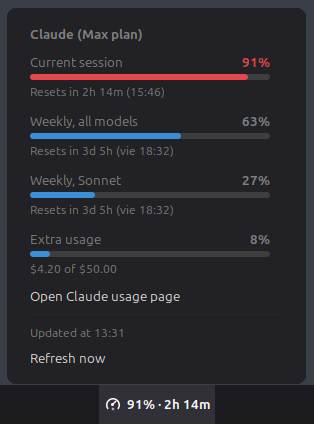 Claude (Max plan)
Current session 91%
Resets in 2h 14m (15:46)
Weekly, all models 63%
Resets in 3d 5h (vie 18:32)
Weekly, Sonnet 27%
Resets in 3d 5h (vie 18:32)
Extra usage 8%
$4.20 of $50.00
Open Claude usage page
Updated at 13:31
Refresh now
91% · 2h 14m